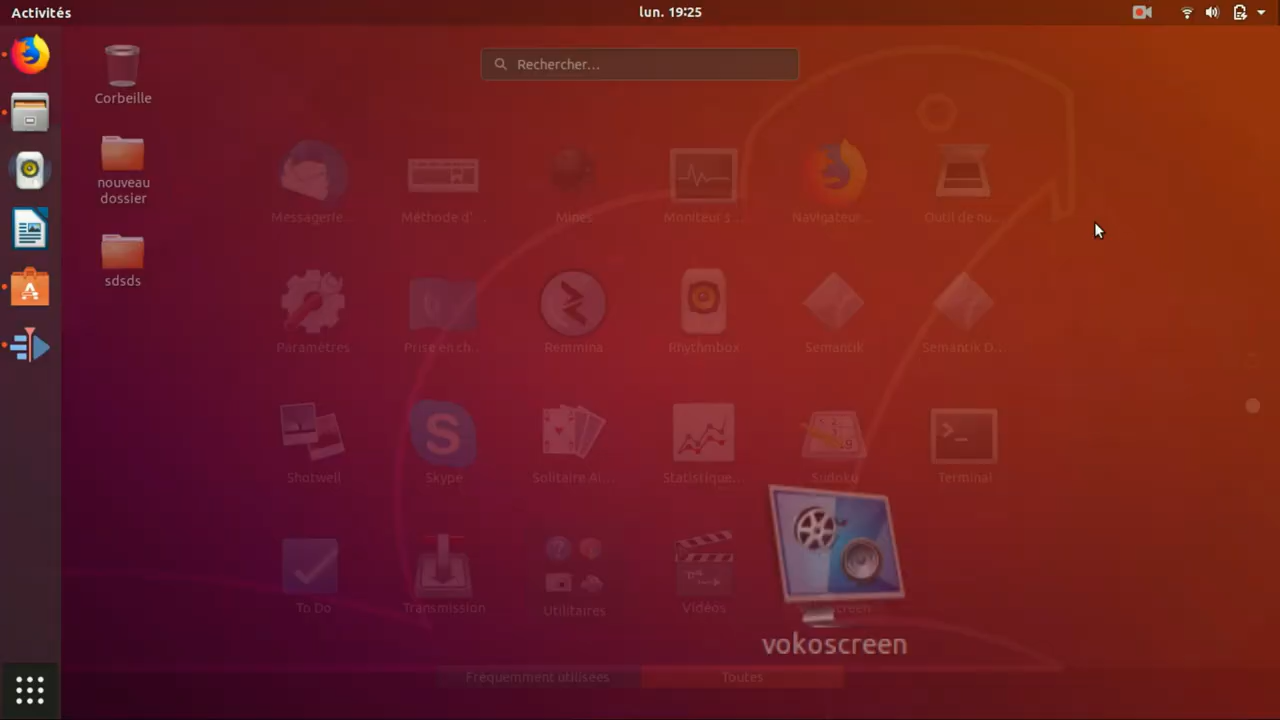 Activités
lun. 19:25
Rechercher...
Corbeille
nouveau
dossier
sdsds
Messagerie...
Méthode d'...
Mines
Moniteur s...
Navigateur...
Outil de nu...
Paramètres
Prise en ch...
Remmina
Rhythmbox
Semantik
Semantik D...
Shotwell
Skype
Solitaire Ai...
Statistique...
Sudoku
Terminal
To Do
Transmission
Utilitaires
Vidéos
vokoscreen
Fréquemment utilisées
Toutes